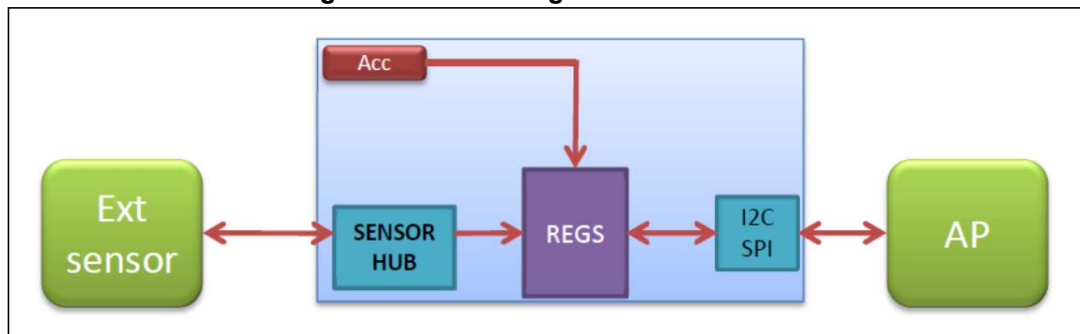 Acc
Ext
sensor
SENSOR
HUB
REGS
I2C
SPI
AP